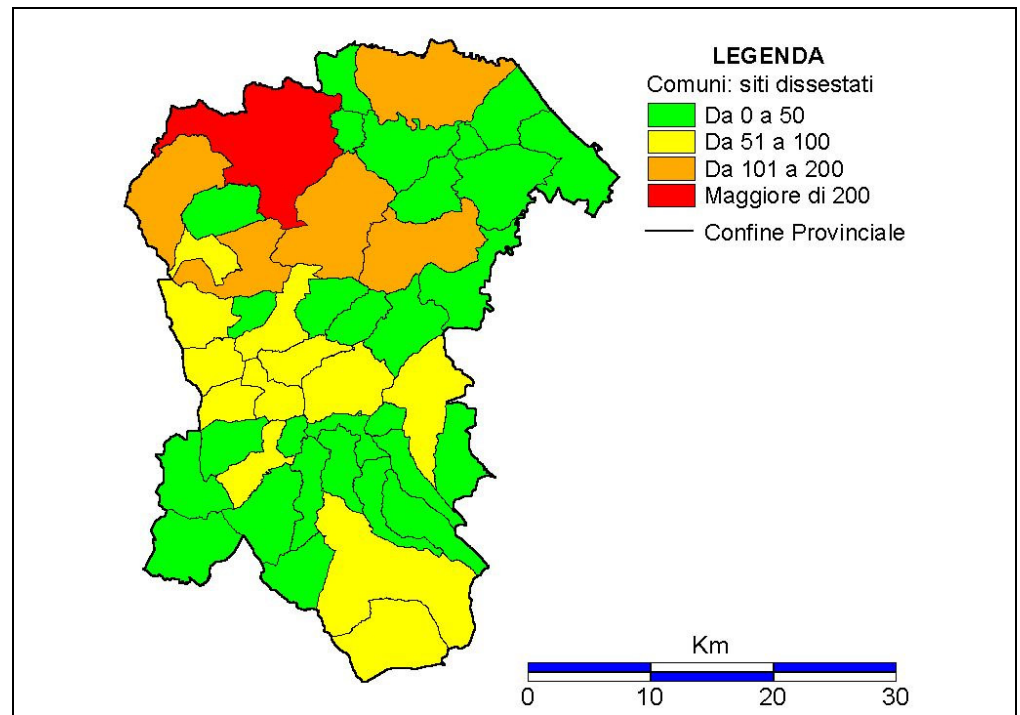 LEGENDA
Comuni: siti dissestati
Da 0 a 50
Da 51 a 100
Da 101 a 200
Maggiore di 200
Confine Provinciale
Km
0 10 20 30